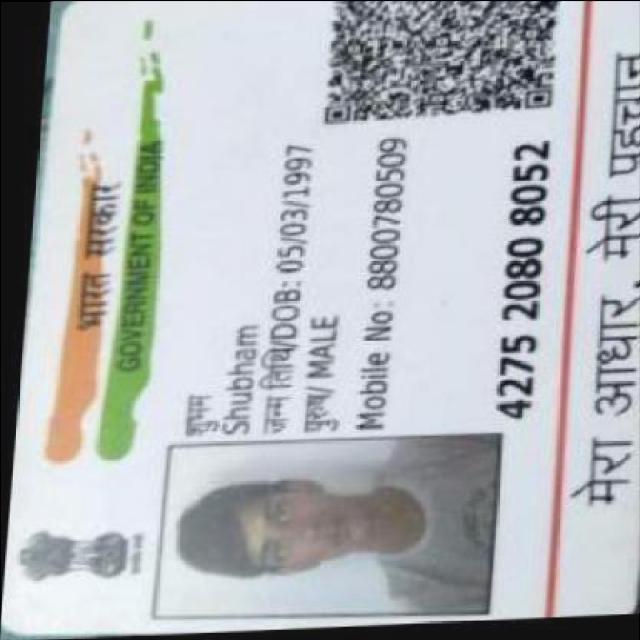 भारत सरकार
GOVERNMENT OF INDIA
शुभम
Shubham
जन्म तिथि/DOB: 05/03/1997
पुरुष/ MALE
Mobile No: 8800780509
4275 2080 8052
मेरा आधार, मेरी पहचान